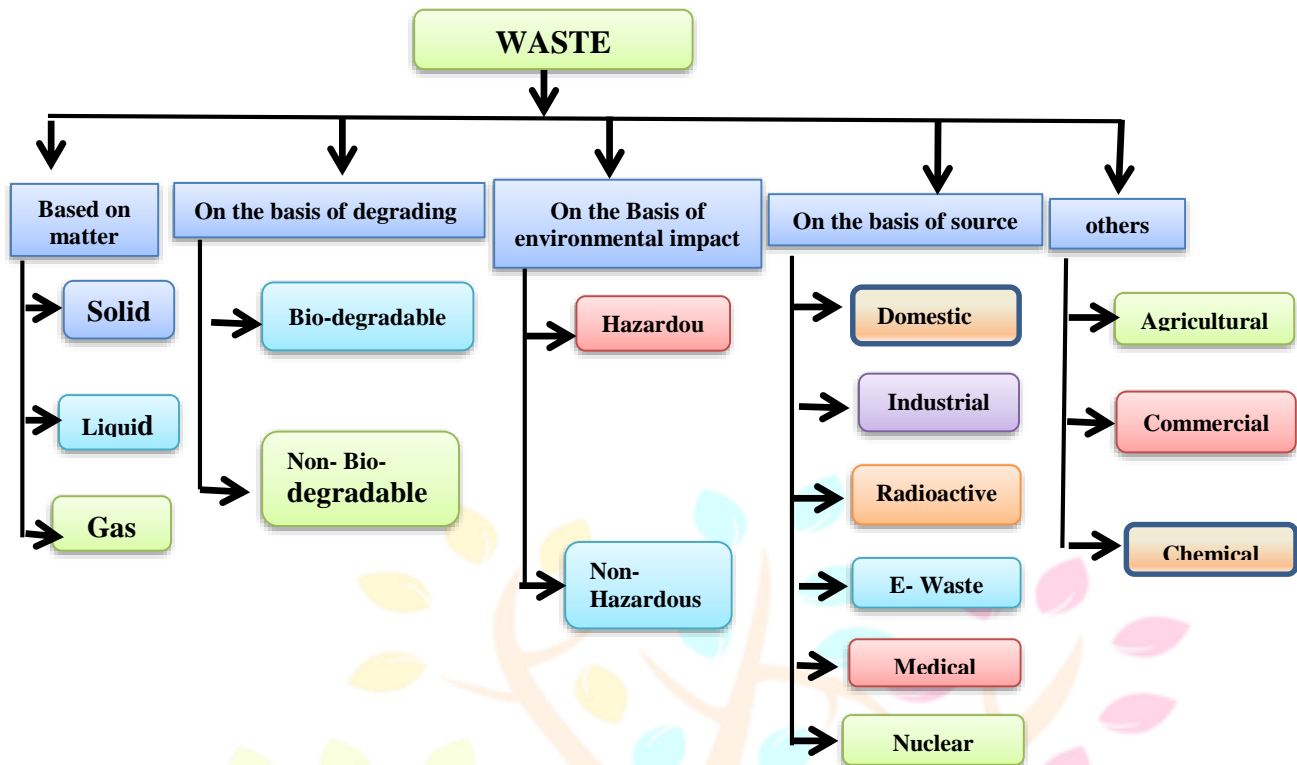 WASTE
Based on
matter
On the basis of degrading
On the Basis of
environmental impact
On the basis of source
others
Solid
Liquid
Gas
Bio-degradable
Non- Bio-
degradable
Hazardou
Non-
Hazardous
Domestic
Industrial
Radioactive
E- Waste
Medical
Nuclear
Agricultural
Commercial
Chemical